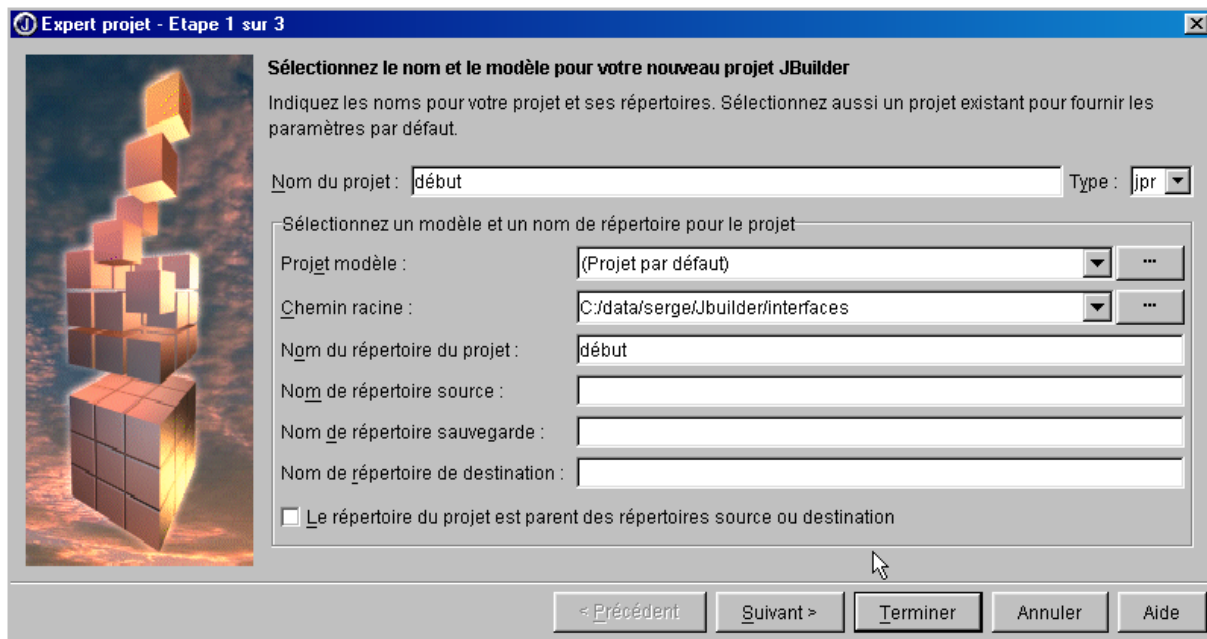 Expert projet - Etape 1 sur 3
Sélectionnez le nom et le modèle pour votre nouveau projet JBuilder
Indiquez les noms pour votre projet et ses répertoires. Sélectionnez aussi un projet existant pour fournir les
paramètres par défaut.
Nom du projet : début Type : jpr
Sélectionnez un modèle et un nom de répertoire pour le projet
Projet modèle : (Projet par défaut) ...
Chemin racine : C:/data/serge/Jbuilder/interfaces ...
Nom du répertoire du projet : début
Nom de répertoire source :
Nom de répertoire sauvegarde :
Nom de répertoire de destination :
Le répertoire du projet est parent des répertoires source ou destination
< Précédent Suivant > Terminer Annuler Aide